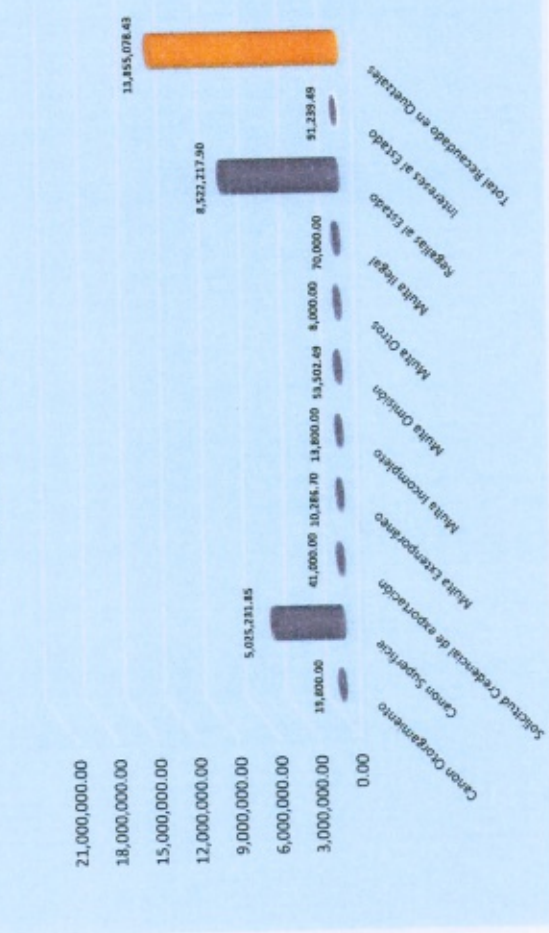 21,000,000.00
18,000,000.00
15,000,000.00
12,000,000.00
9,000,000.00
6,000,000.00
3,000,000.00
0.00
19,800.00
5,025,231.85
41,000.00
10,286.70
13,800.00
53,502.49
8,000.00
70,000.00
8,522,217.90
91,239.49
13,855,078.43
Canon Otorgamiento
Canon Superficie
Solicitud Credencial de exportación
Multa Extenporáneo
Multa Incompleto
Multa Omisión
Multa Otros
Multa Ilegal
Regalías al Estado
Intereses al Estado
Total Recaudado en Quetzales